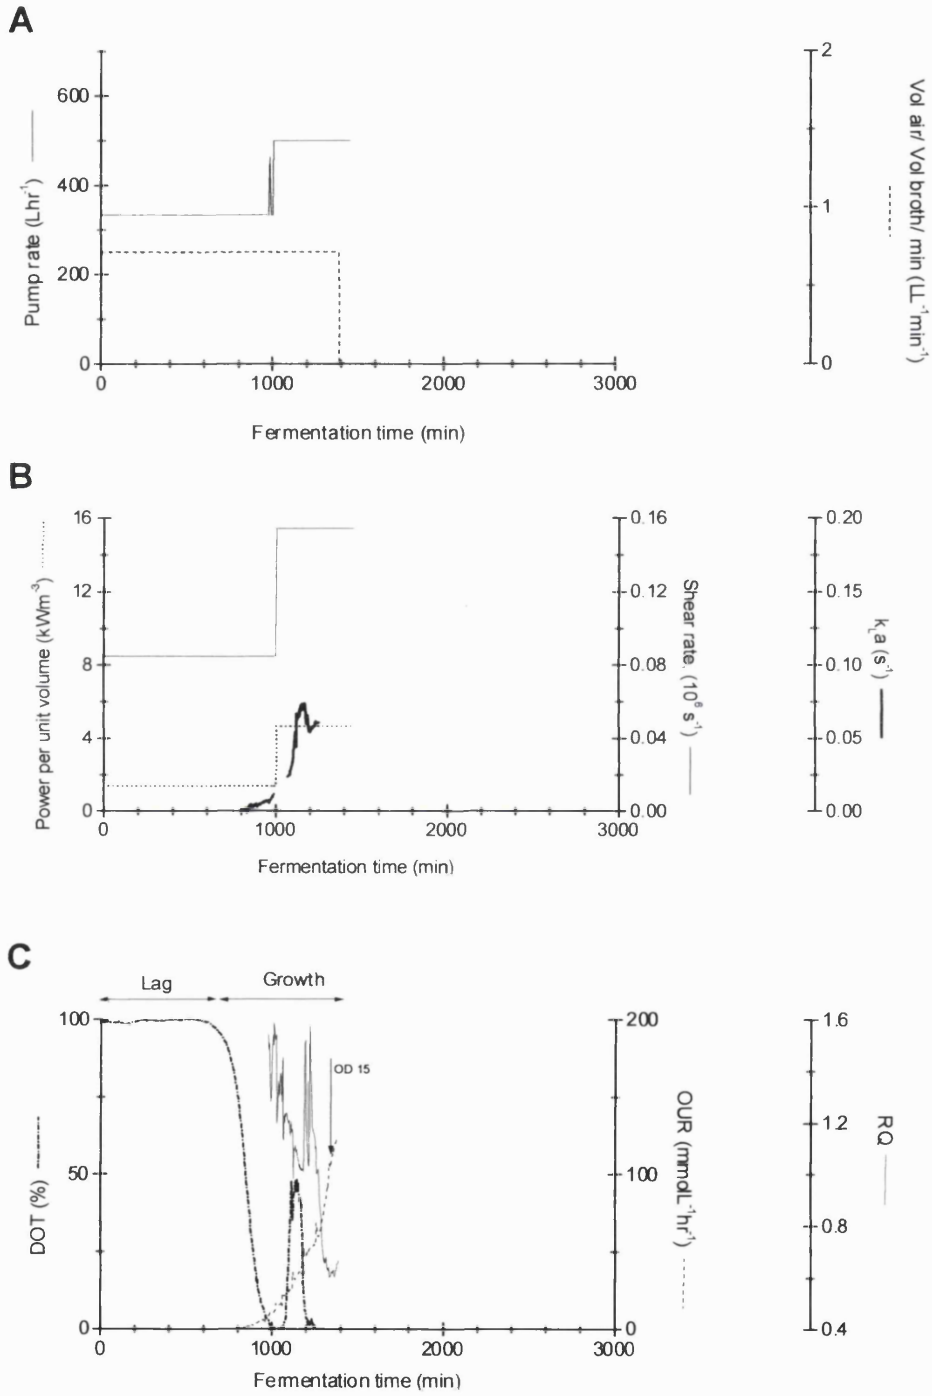 A
2
600
400
200
0
1
0
0
1000
2000
3000
Pump rate (Lhr⁻¹)
Vol air/ Vol broth/ min (LL⁻¹min⁻¹)
Fermentation time (min)
B
16
12
8
4
0
0.16
0.12
0.08
0.04
0.00
0.20
0.15
0.10
0.05
0.00
0
1000
2000
3000
Power per unit volume (kWm⁻³)
Shear rate. (10⁶ s⁻¹)
kLa (s⁻¹)
Fermentation time (min)
C
Lag
Growth
100
50
0
OD 15
200
100
0
1.6
1.2
0.8
0.4
0
1000
2000
3000
DOT (%)
OUR (mmolL⁻¹hr⁻¹)
RQ
Fermentation time (min)